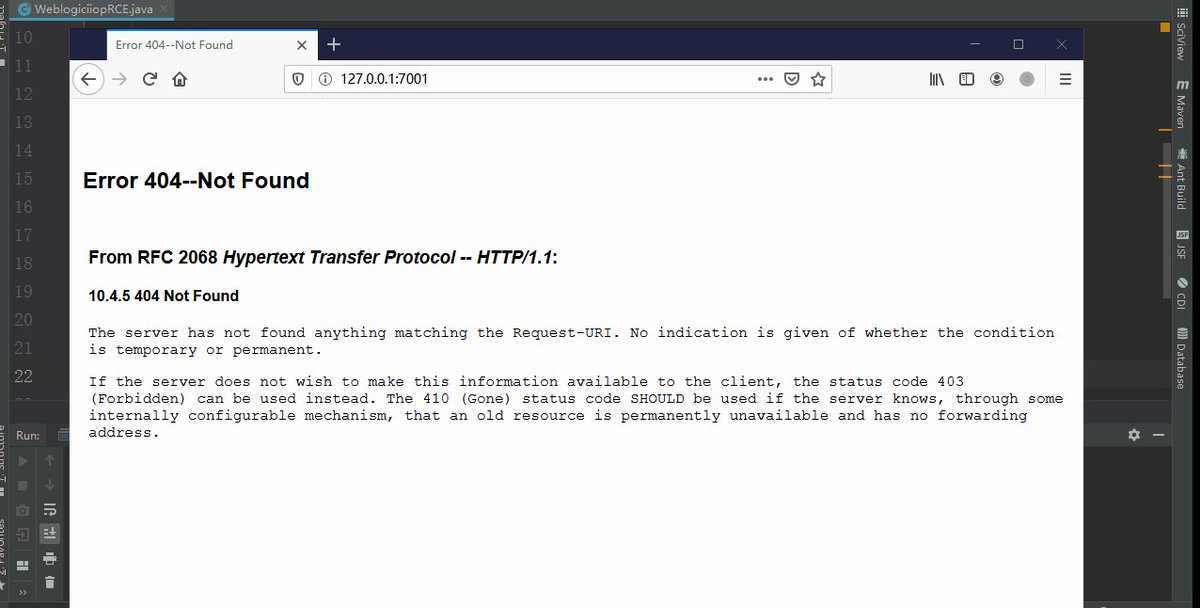 WeblogiciiopRCE.java
Error 404--Not Found
127.0.0.1:7001
10
11
12
13
14
15
16
17
18
19
20
21
22
Error 404--Not Found
From RFC 2068 Hypertext Transfer Protocol -- HTTP/1.1:
10.4.5 404 Not Found
The server has not found anything matching the Request-URI. No indication is given of whether the condition
is temporary or permanent.
If the server does not wish to make this information available to the client, the status code 403
(Forbidden) can be used instead. The 410 (Gone) status code SHOULD be used if the server knows, through some
internally configurable mechanism, that an old resource is permanently unavailable and has no forwarding
address.
SciView
Maven
Ant Build
JSF
JSF
CDI
Database
Run: